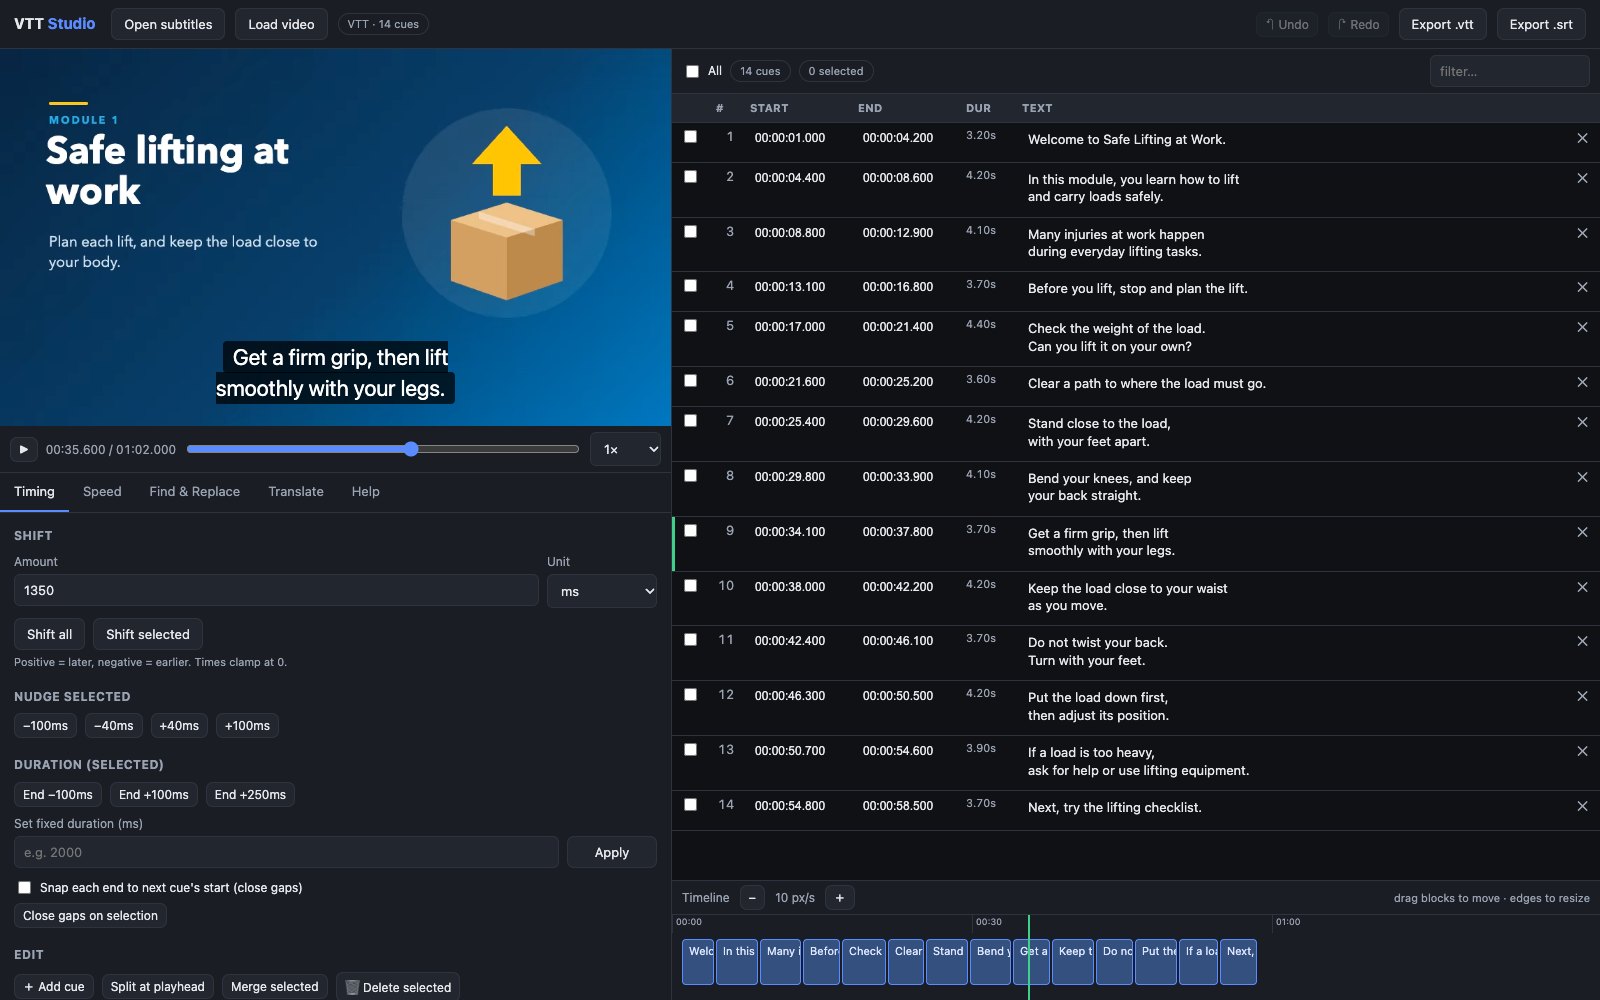 VTT Studio
Open subtitles
Load video
VTT · 14 cues
Undo
Redo
Export .vtt
Export .srt
MODULE 1
Safe lifting at
work
Plan each lift, and keep the load close to
your body.
Get a firm grip, then lift
smoothly with your legs.
00:35.600 / 01:02.000
1×
Timing
Speed
Find & Replace
Translate
Help
SHIFT
Amount
Unit
1350
ms
Shift all
Shift selected
Positive = later, negative = earlier. Times clamp at 0.
NUDGE SELECTED
−100ms
−40ms
+40ms
+100ms
DURATION (SELECTED)
End −100ms
End +100ms
End +250ms
Set fixed duration (ms)
e.g. 2000
Apply
Snap each end to next cue's start (close gaps)
Close gaps on selection
EDIT
+ Add cue
Split at playhead
Merge selected
Delete selected
All
14 cues
0 selected
filter...
# START END DUR TEXT
1 00:00:01.000 00:00:04.200 3.20s Welcome to Safe Lifting at Work.
2 00:00:04.400 00:00:08.600 4.20s In this module, you learn how to lift
and carry loads safely.
3 00:00:08.800 00:00:12.900 4.10s Many injuries at work happen
during everyday lifting tasks.
4 00:00:13.100 00:00:16.800 3.70s Before you lift, stop and plan the lift.
5 00:00:17.000 00:00:21.400 4.40s Check the weight of the load.
Can you lift it on your own?
6 00:00:21.600 00:00:25.200 3.60s Clear a path to where the load must go.
7 00:00:25.400 00:00:29.600 4.20s Stand close to the load,
with your feet apart.
8 00:00:29.800 00:00:33.900 4.10s Bend your knees, and keep
your back straight.
9 00:00:34.100 00:00:37.800 3.70s Get a firm grip, then lift
smoothly with your legs.
10 00:00:38.000 00:00:42.200 4.20s Keep the load close to your waist
as you move.
11 00:00:42.400 00:00:46.100 3.70s Do not twist your back.
Turn with your feet.
12 00:00:46.300 00:00:50.500 4.20s Put the load down first,
then adjust its position.
13 00:00:50.700 00:00:54.600 3.90s If a load is too heavy,
ask for help or use lifting equipment.
14 00:00:54.800 00:00:58.500 3.70s Next, try the lifting checklist.
Timeline
−
10 px/s
+
drag blocks to move · edges to resize
00:00
00:30
01:00
Welc
In this
Many i
Before
Check
Clear
Stand
Bend y
Get a
Keep t
Do no
Put the
If a loa
Next,